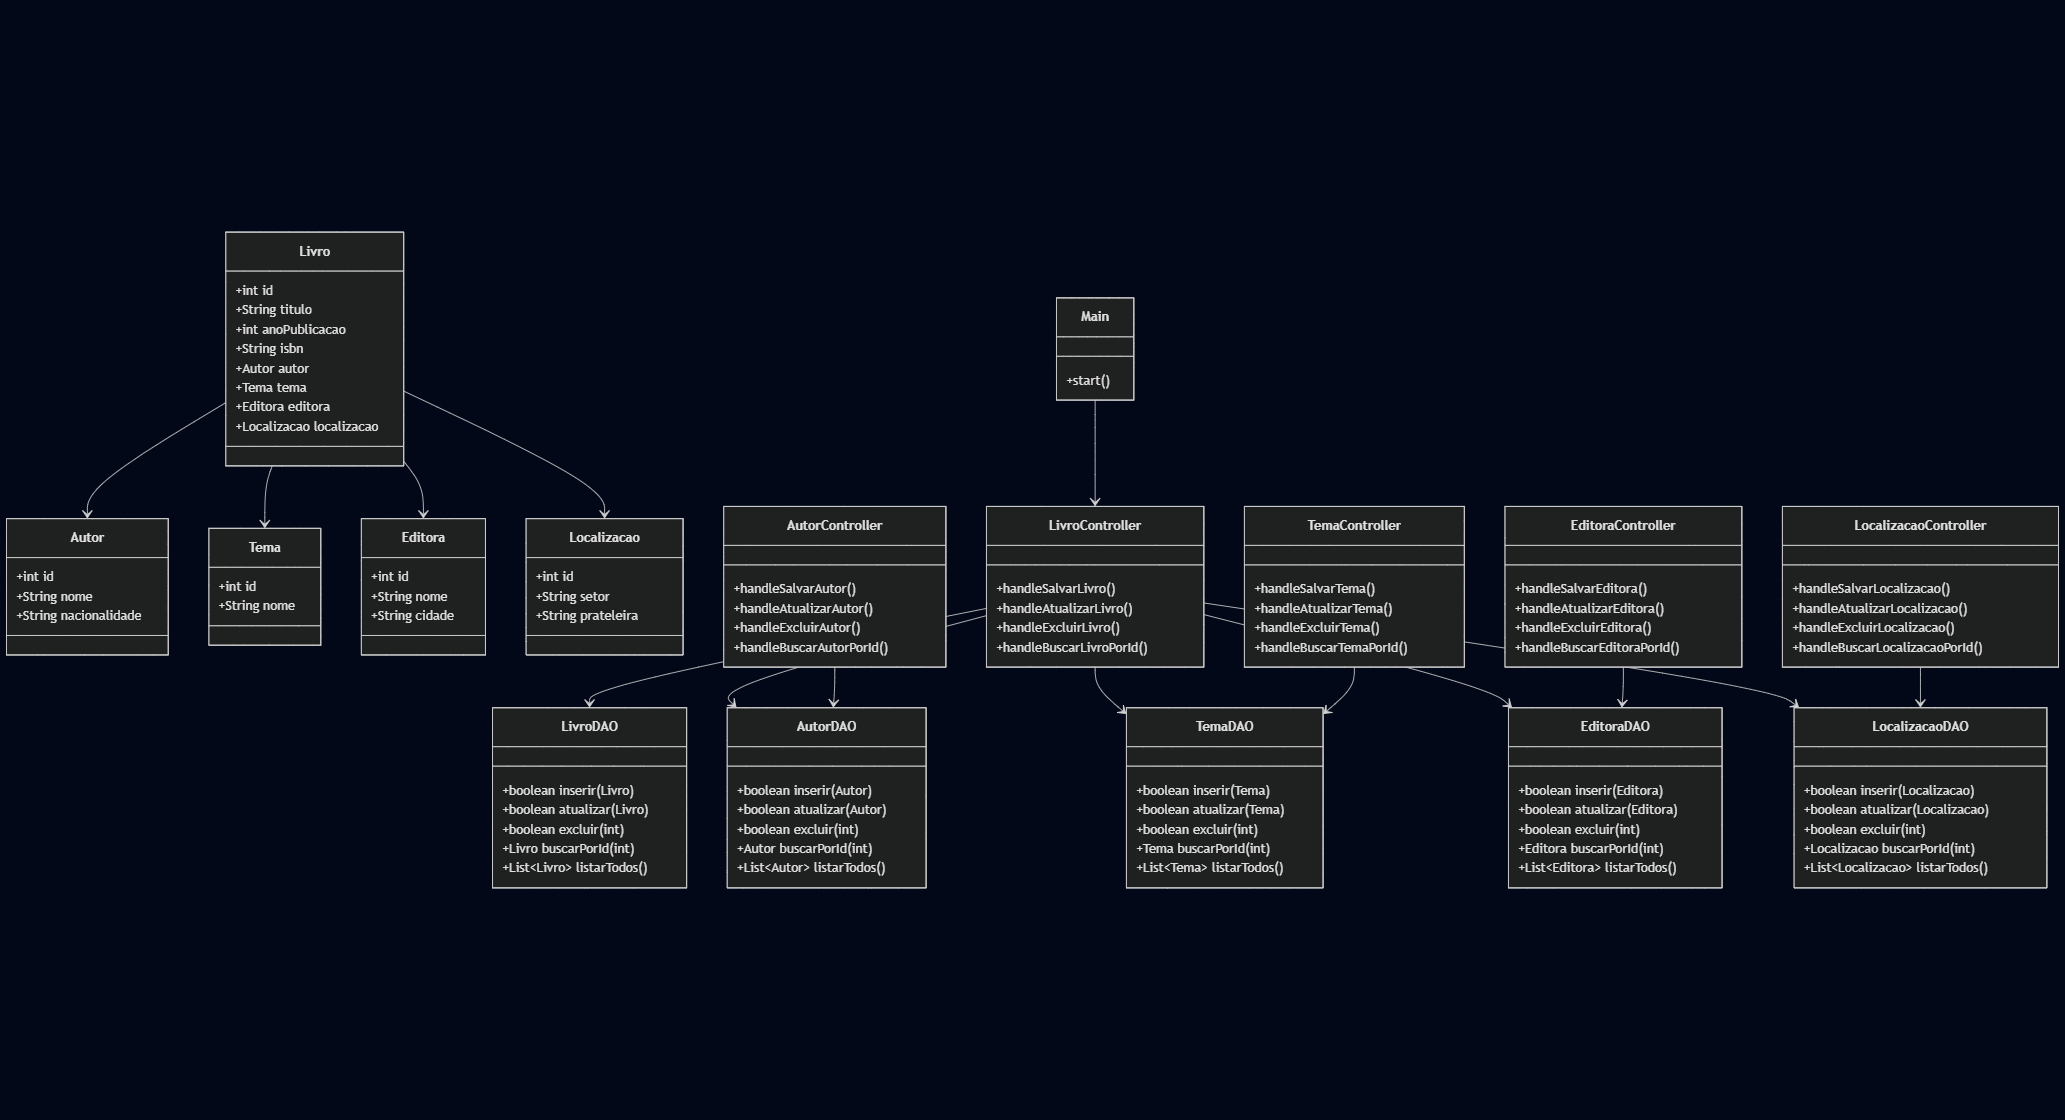 Livro
+int id
+String titulo
+int anoPublicacao
+String isbn
+Autor autor
+Tema tema
+Editora editora
+Localizacao localizacao
Main
+start()
Autor
+int id
+String nome
+String nacionalidade
Tema
+int id
+String nome
Editora
+int id
+String nome
+String cidade
Localizacao
+int id
+String setor
+String prateleira
AutorController
+handleSalvarAutor()
+handleAtualizarAutor()
+handleExcluirAutor()
+handleBuscarAutorPorId()
LivroController
+handleSalvarLivro()
+handleAtualizarLivro()
+handleExcluirLivro()
+handleBuscarLivroPorId()
TemaController
+handleSalvarTema()
+handleAtualizarTema()
+handleExcluirTema()
+handleBuscarTemaPorId()
EditoraController
+handleSalvarEditora()
+handleAtualizarEditora()
+handleExcluirEditora()
+handleBuscarEditoraPorId()
LocalizacaoController
+handleSalvarLocalizacao()
+handleAtualizarLocalizacao()
+handleExcluirLocalizacao()
+handleBuscarLocalizacaoPorId()
LivroDAO
+boolean inserir(Livro)
+boolean atualizar(Livro)
+boolean excluir(int)
+Livro buscarPorId(int)
+List<Livro> listarTodos()
AutorDAO
+boolean inserir(Autor)
+boolean atualizar(Autor)
+boolean excluir(int)
+Autor buscarPorId(int)
+List<Autor> listarTodos()
TemaDAO
+boolean inserir(Tema)
+boolean atualizar(Tema)
+boolean excluir(int)
+Tema buscarPorId(int)
+List<Tema> listarTodos()
EditoraDAO
+boolean inserir(Editora)
+boolean atualizar(Editora)
+boolean excluir(int)
+Editora buscarPorId(int)
+List<Editora> listarTodos()
LocalizacaoDAO
+boolean inserir(Localizacao)
+boolean atualizar(Localizacao)
+boolean excluir(int)
+Localizacao buscarPorId(int)
+List<Localizacao> listarTodos()